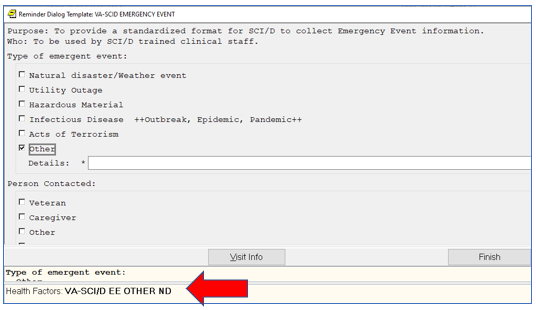 Reminder Dialog Template: VA-SCID EMERGENCY EVENT
Purpose: To provide a standardized format for SCI/D to collect Emergency Event information.
Who: To be used by SCI/D trained clinical staff.
Type of emergent event:
Natural disaster/Weather event
Utility Outage
Hazardous Material
Infectious Disease ++Outbreak, Epidemic, Pandemic++
Acts of Terrorism
Other
Details: *
Person Contacted:
Veteran
Caregiver
Other
Visit Info Finish
Type of emergent event:
Other
Health Factors: VA-SCI/D EE OTHER ND